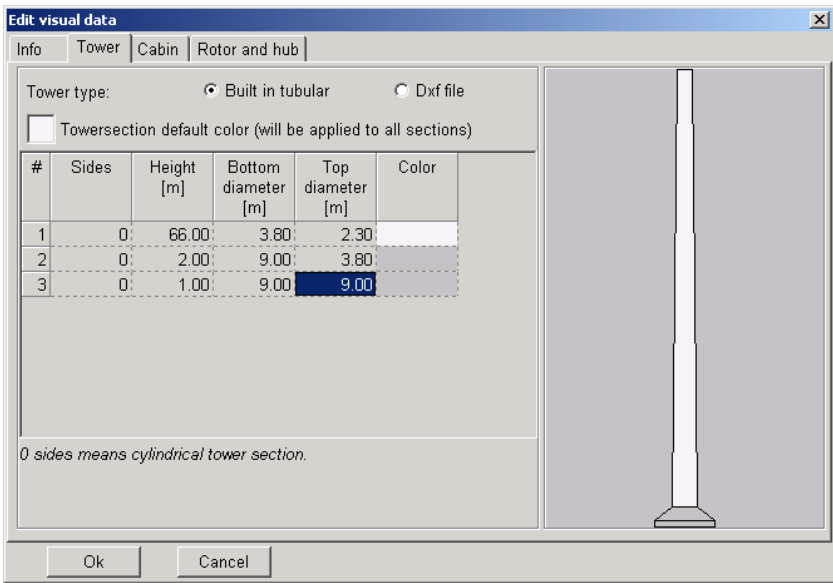 Edit visual data
Info Tower Cabin Rotor and hub
Tower type: Built in tubular Dxf file
Towersection default color (will be applied to all sections)
# Sides Height [m] Bottom diameter [m] Top diameter [m] Color
1 0 66.00 3.80 2.30
2 0 2.00 9.00 3.80
3 0 1.00 9.00 9.00
0 sides means cylindrical tower section.
Ok Cancel